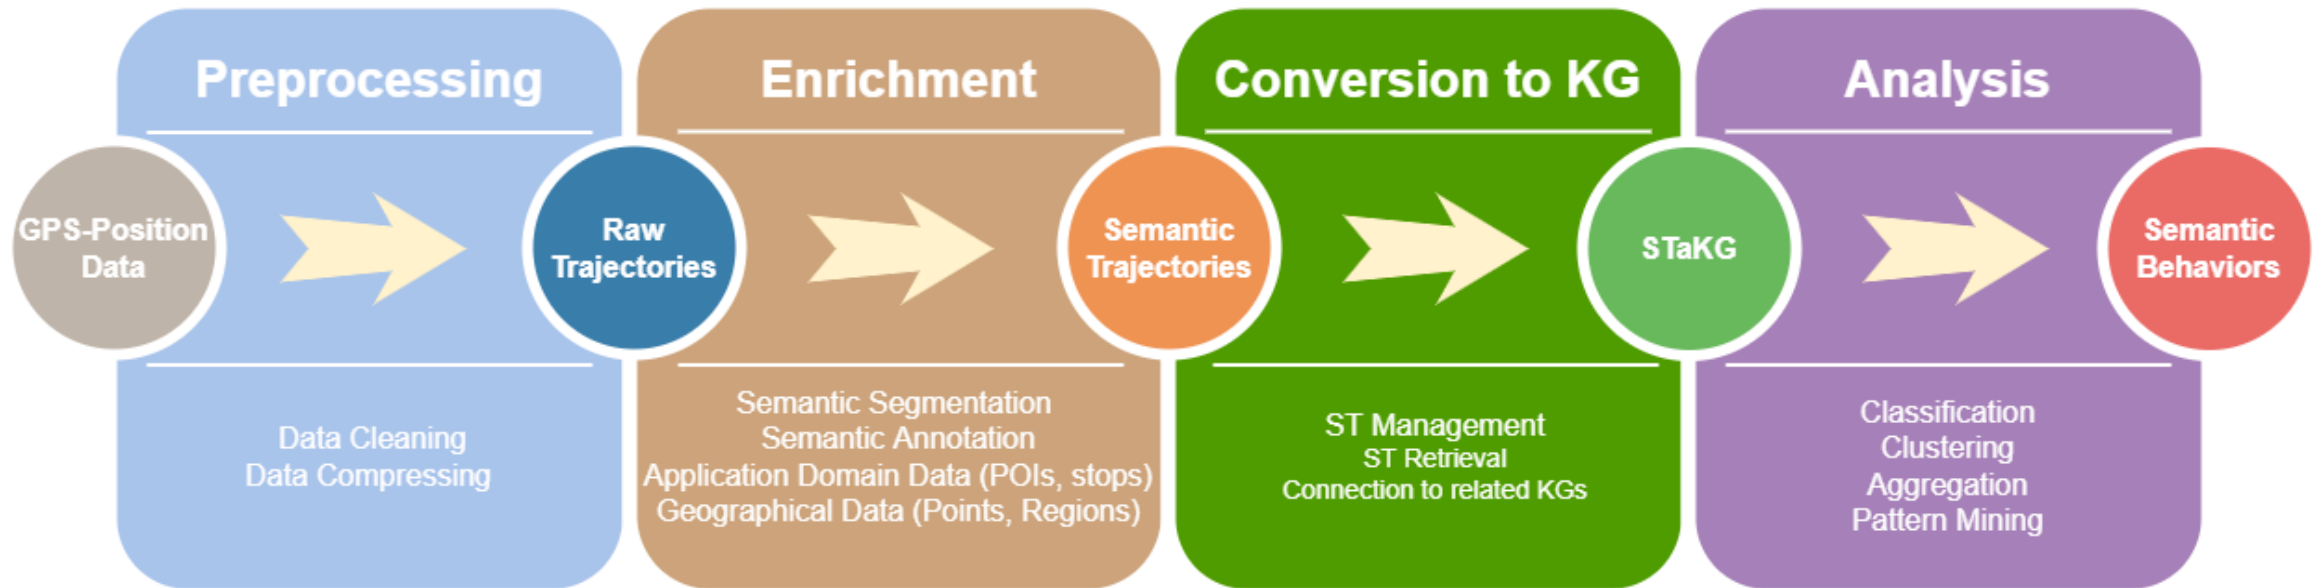 Preprocessing
Enrichment
Conversion to KG
Analysis
GPS-Position
Data
Raw
Trajectories
Semantic
Trajectories
STaKG
Semantic
Behaviors
Data Cleaning
Data Compressing
Semantic Segmentation
Semantic Annotation
Application Domain Data (POIs, stops)
Geographical Data (Points, Regions)
ST Management
ST Retrieval
Connection to related KGs
Classification
Clustering
Aggregation
Pattern Mining